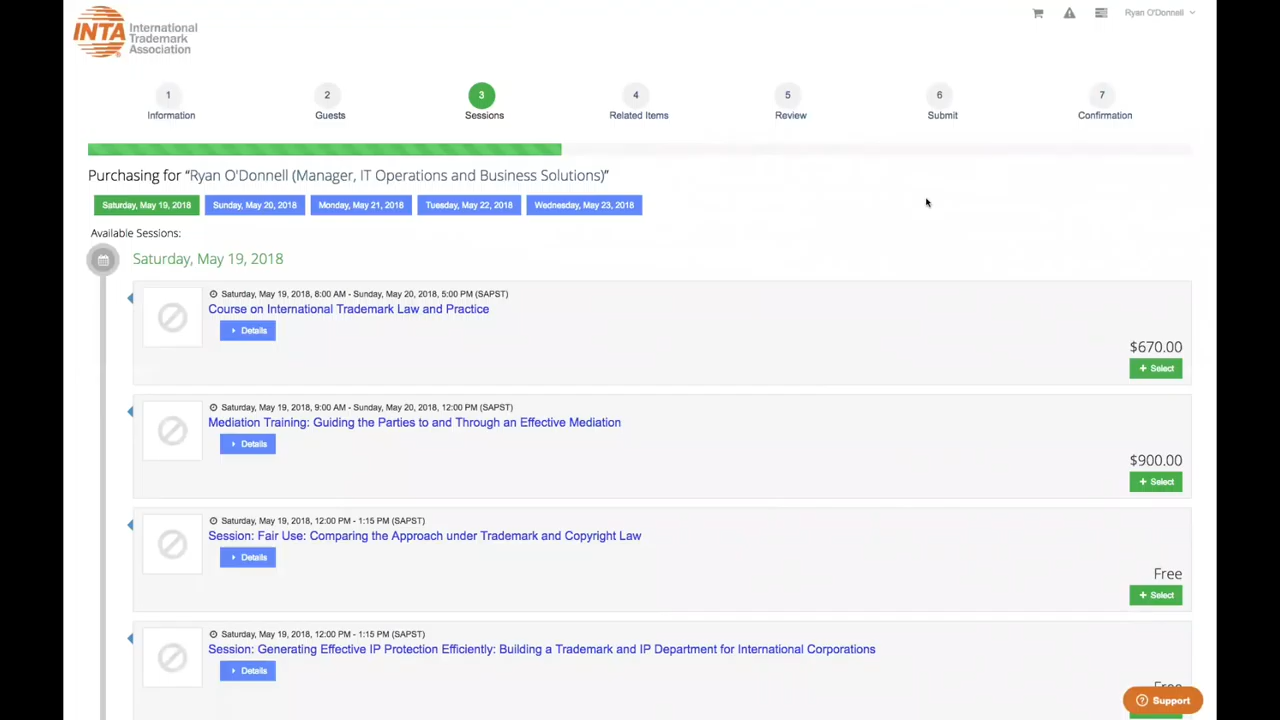 INTA International
Trademark
Association
Ryan O'Donnell
1 2 3 4 5 6 7
Information Guests Sessions Related Items Review Submit Confirmation
Purchasing for “Ryan O'Donnell (Manager, IT Operations and Business Solutions)”
Saturday, May 19, 2018 Sunday, May 20, 2018 Monday, May 21, 2018 Tuesday, May 22, 2018 Wednesday, May 23, 2018
Available Sessions:
Saturday, May 19, 2018
Saturday, May 19, 2018, 8:00 AM - Sunday, May 20, 2018, 5:00 PM (SAPST)
Course on International Trademark Law and Practice
Details
$670.00
+ Select
Saturday, May 19, 2018, 9:00 AM - Sunday, May 20, 2018, 12:00 PM (SAPST)
Mediation Training: Guiding the Parties to and Through an Effective Mediation
Details
$900.00
+ Select
Saturday, May 19, 2018, 12:00 PM - 1:15 PM (SAPST)
Session: Fair Use: Comparing the Approach under Trademark and Copyright Law
Details
Free
+ Select
Saturday, May 19, 2018, 12:00 PM - 1:15 PM (SAPST)
Session: Generating Effective IP Protection Efficiently: Building a Trademark and IP Department for International Corporations
Details
Free
Support